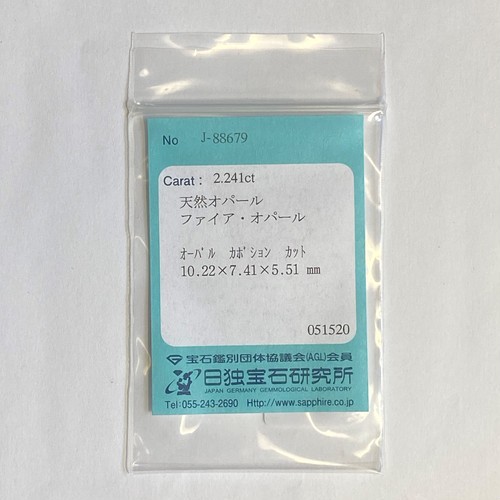 No J-88679
Carat : 2.241ct
天然オパール
ファイア・オパール
ｵｰﾊﾞﾙ ｶﾎﾞｼｮﾝ ｶｯﾄ
10.22×7.41×5.51 mm
051520
宝石鑑別団体協議会(AGL)会員
日独宝石研究所
JAPAN GERMANY GEMMOLOGICAL LABORATORY
Tel:055-243-2690 Http://www.sapphire.co.jp